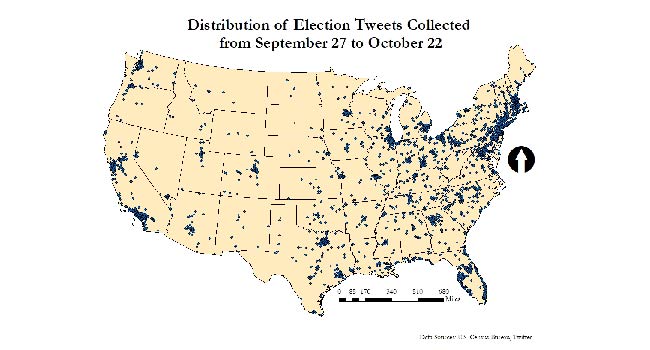 Distribution of Election Tweets Collected
from September 27 to October 22
0 85 170 340 510 680
Miles
Data Source: U.S. Census Bureau, Twitter